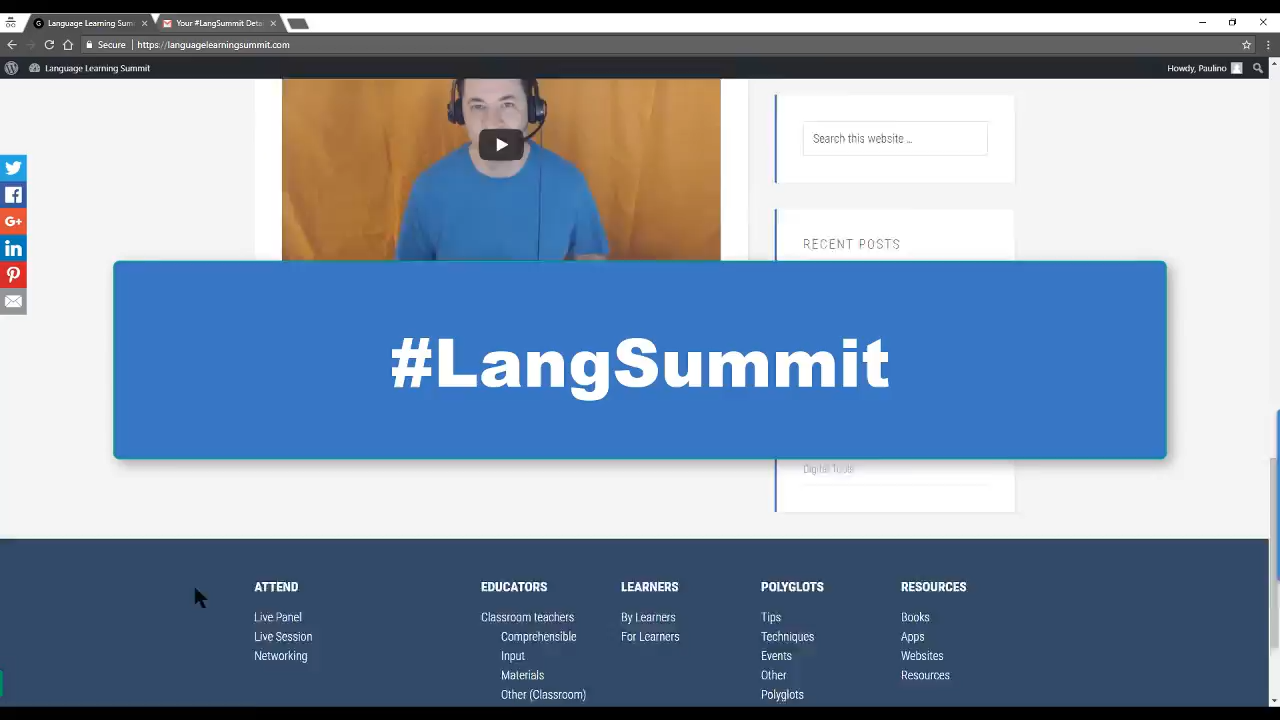 Language Learning Sum
Your #LangSummit Deta
Secure
https://languagelearningsummit.com
Language Learning Summit
Howdy, Paulino
Search this website …
RECENT POSTS
#LangSummit
Digital Tools
ATTEND
Live Panel
Live Session
Networking
EDUCATORS
Classroom teachers
Comprehensible
Input
Materials
Other (Classroom)
LEARNERS
By Learners
For Learners
POLYGLOTS
Tips
Techniques
Events
Other
Polyglots
RESOURCES
Books
Apps
Websites
Resources